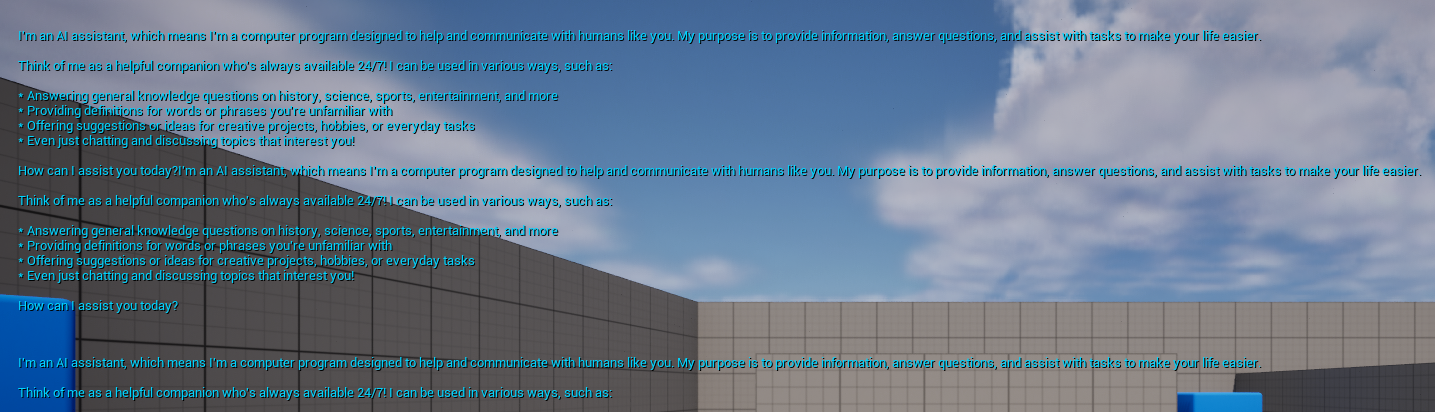 I'm an AI assistant, which means I'm a computer program designed to help and communicate with humans like you. My purpose is to provide information, answer questions, and assist with tasks to make your life easier.
Think of me as a helpful companion who's always available 24/7! I can be used in various ways, such as:
* Answering general knowledge questions on history, science, sports, entertainment, and more
* Providing definitions for words or phrases you're unfamiliar with
* Offering suggestions or ideas for creative projects, hobbies, or everyday tasks
* Even just chatting and discussing topics that interest you!
How can I assist you today?I'm an AI assistant, which means I'm a computer program designed to help and communicate with humans like you. My purpose is to provide information, answer questions, and assist with tasks to make your life easier.
Think of me as a helpful companion who's always available 24/7! I can be used in various ways, such as:
* Answering general knowledge questions on history, science, sports, entertainment, and more
* Providing definitions for words or phrases you're unfamiliar with
* Offering suggestions or ideas for creative projects, hobbies, or everyday tasks
* Even just chatting and discussing topics that interest you!
How can I assist you today?
I'm an AI assistant, which means I'm a computer program designed to help and communicate with humans like you. My purpose is to provide information, answer questions, and assist with tasks to make your life easier.
Think of me as a helpful companion who's always available 24/7! I can be used in various ways, such as: